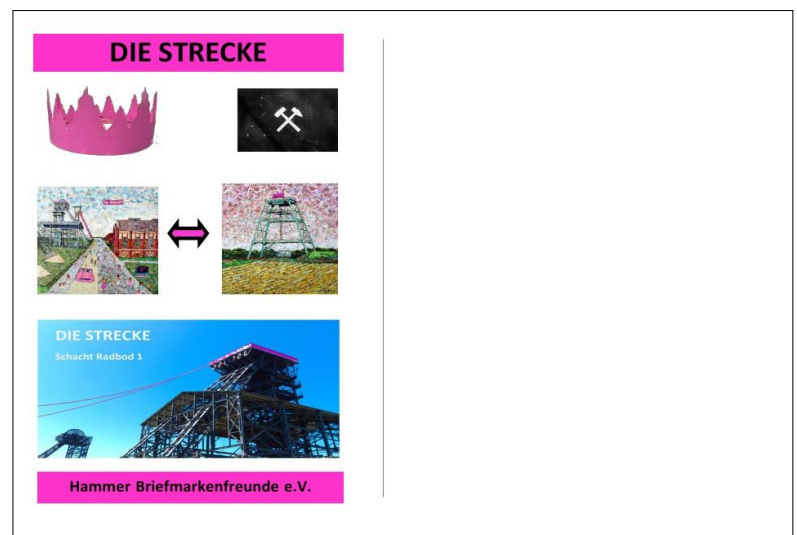 DIE STRECKE
DIE STRECKE
Schacht Radbod 1
Hammer Briefmarkenfreunde e.V.